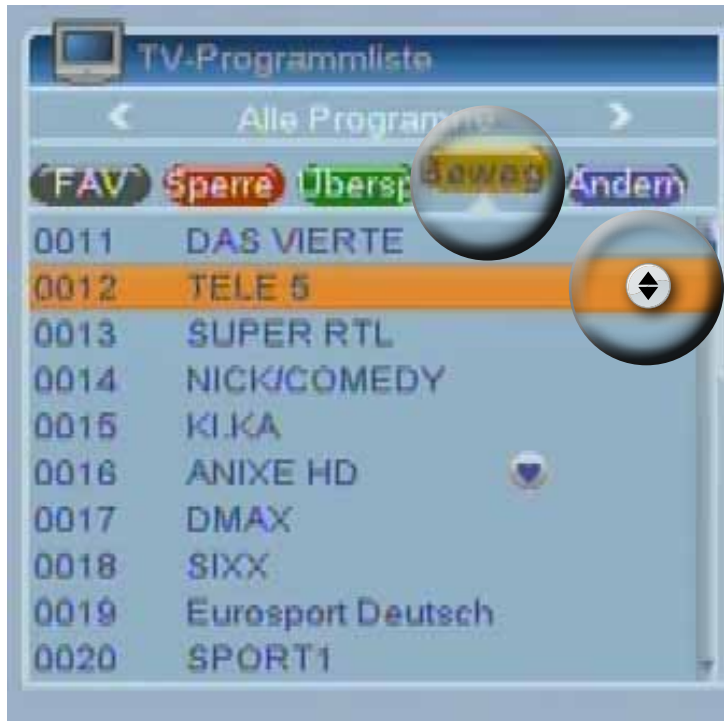 TV-Programmliste
Alle Program
FAV Sperre Übersp Beweg Ändern
0011 DAS VIERTE
0012 TELE 5
0013 SUPER RTL
0014 NICK/COMEDY
0015 KI.KA
0016 ANIXE HD
0017 DMAX
0018 SIXX
0019 Eurosport Deutsch
0020 SPORT1